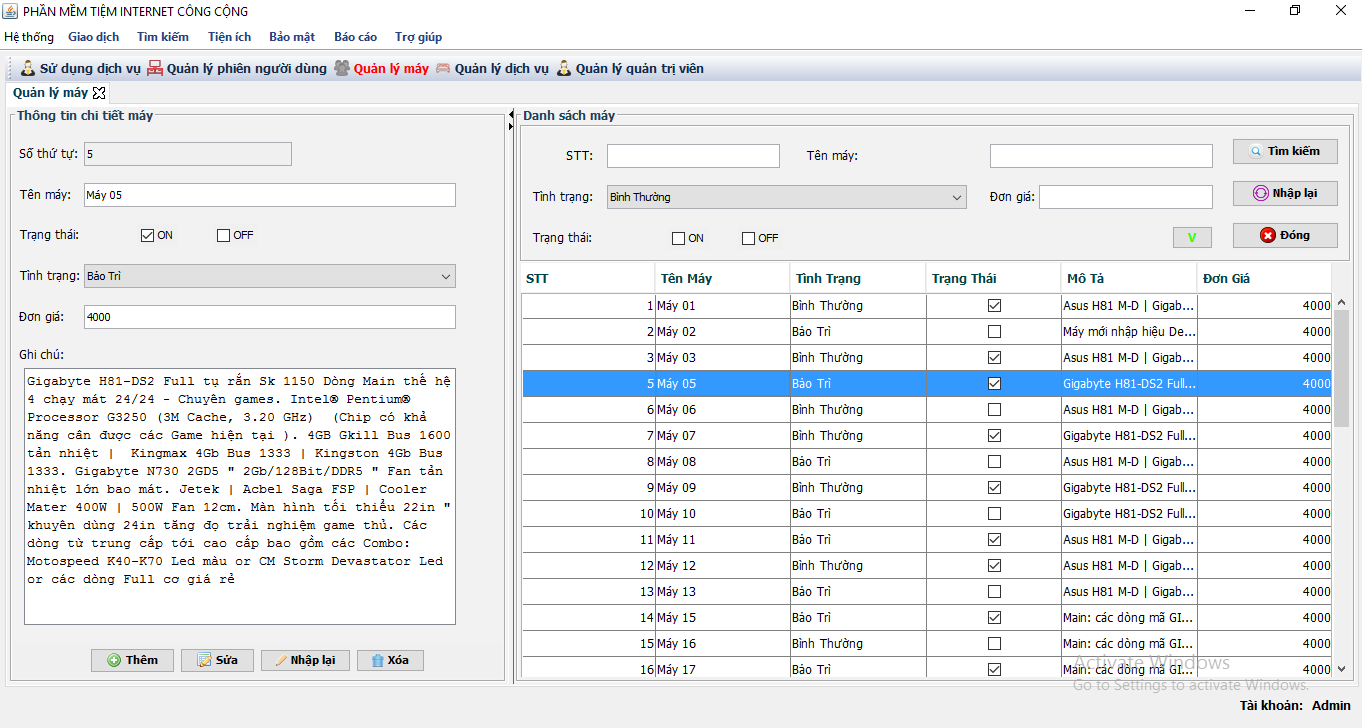 PHẦN MỀM TIỆM INTERNET CÔNG CỘNG
Hệ thống Giao dịch Tìm kiếm Tiện ích Bảo mật Báo cáo Trợ giúp
Sử dụng dịch vụ Quản lý phiên người dùng Quản lý máy Quản lý dịch vụ Quản lý quản trị viên
Quản lý máy
Thông tin chi tiết máy
Số thứ tự: 5
Tên máy: Máy 05
Trạng thái: ON OFF
Tình trạng: Bảo Trì
Đơn giá: 4000
Ghi chú:
Gigabyte H81-DS2 Full tụ rắn Sk 1150 Dòng Main thế hệ
4 chạy mát 24/24 - Chuyên games. Intel® Pentium®
Processor G3250 (3M Cache, 3.20 GHz) (Chip có khả
năng cân được các Game hiện tại ). 4GB Gkill Bus 1600
tản nhiệt | Kingmax 4Gb Bus 1333 | Kingston 4Gb Bus
1333. Gigabyte N730 2GD5 " 2Gb/128Bit/DDR5 " Fan tản
nhiệt lớn bao mát. Jetek | Acbel Saga FSP | Cooler
Mater 400W | 500W Fan 12cm. Màn hình tối thiểu 22in "
khuyên dùng 24in tăng đọ trải nghiệm game thủ. Các
dòng từ trung cấp tới cao cấp bao gồm các Combo:
Motospeed K40-K70 Led màu or CM Storm Devastator Led
or các dòng Full cơ giá rẻ
Thêm Sửa Nhập lại Xóa
Danh sách máy
STT: Tên máy: Tìm kiếm
Tình trạng: Bình Thường Đơn giá: Nhập lại
Trạng thái: ON OFF V Đóng
STT Tên Máy Tình Trạng Trạng Thái Mô Tả Đơn Giá
1 Máy 01 Bình Thường Asus H81 M-D | Gigab... 4000
2 Máy 02 Bảo Trì Máy mới nhập hiệu De... 4000
3 Máy 03 Bình Thường Asus H81 M-D | Gigab... 4000
5 Máy 05 Bảo Trì Gigabyte H81-DS2 Full... 4000
6 Máy 06 Bình Thường Asus H81 M-D | Gigab... 4000
7 Máy 07 Bình Thường Gigabyte H81-DS2 Full... 4000
8 Máy 08 Bảo Trì Asus H81 M-D | Gigab... 4000
9 Máy 09 Bình Thường Gigabyte H81-DS2 Full... 4000
10 Máy 10 Bảo Trì Gigabyte H81-DS2 Full... 4000
11 Máy 11 Bảo Trì Asus H81 M-D | Gigab... 4000
12 Máy 12 Bình Thường Asus H81 M-D | Gigab... 4000
13 Máy 13 Bảo Trì Asus H81 M-D | Gigab... 4000
14 Máy 15 Bảo Trì Main: các dòng mã GI... 4000
15 Máy 16 Bình Thường Main: các dòng mã GI... 4000
16 Máy 17 Bảo Trì Main: các dòng mã GI... 4000
Activate Windows
Go to Settings to activate Windows.
Tài khoản: Admin